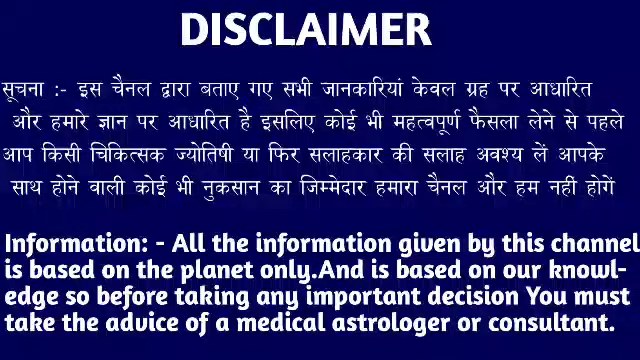 DISCLAIMER
सूचना :- इस चैनल द्वारा बताए गए सभी जानकारियां केवल ग्रह पर आधारित
और हमारे ज्ञान पर आधारित है इसलिए कोई भी महत्वपूर्ण फैसला लेने से पहले
आप किसी चिकित्सक ज्योतिषी या फिर सलाहकार की सलाह अवश्य लें आपके
साथ होने वाली कोई भी नुकसान का जिम्मेदार हमारा चैनल और हम नहीं होगें
Information: - All the information given by this channel
is based on the planet only.And is based on our knowl-
edge so before taking any important decision You must
take the advice of a medical astrologer or consultant.